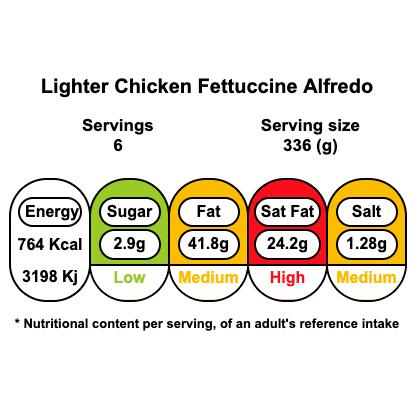 Lighter Chicken Fettuccine Alfredo
Servings Serving size
6 336 (g)
Energy Sugar Fat Sat Fat Salt
764 Kcal 2.9g 41.8g 24.2g 1.28g
3198 Kj Low Medium High Medium
* Nutritional content per serving, of an adult's reference intake